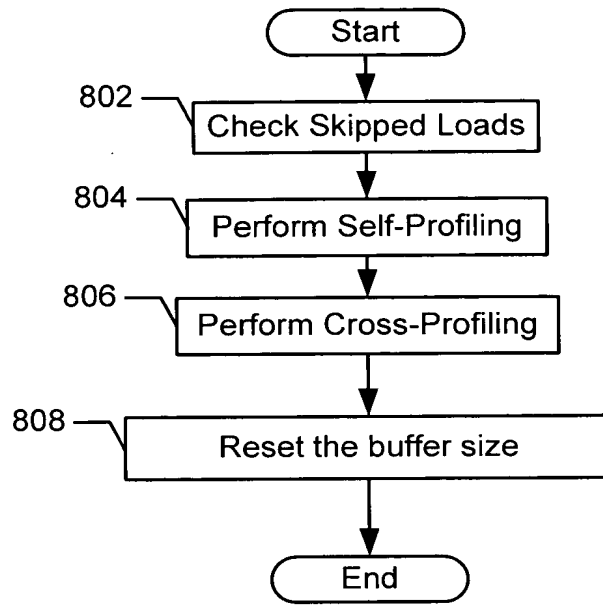 Start
802
Check Skipped Loads
804
Perform Self-Profiling
806
Perform Cross-Profiling
808
Reset the buffer size
End